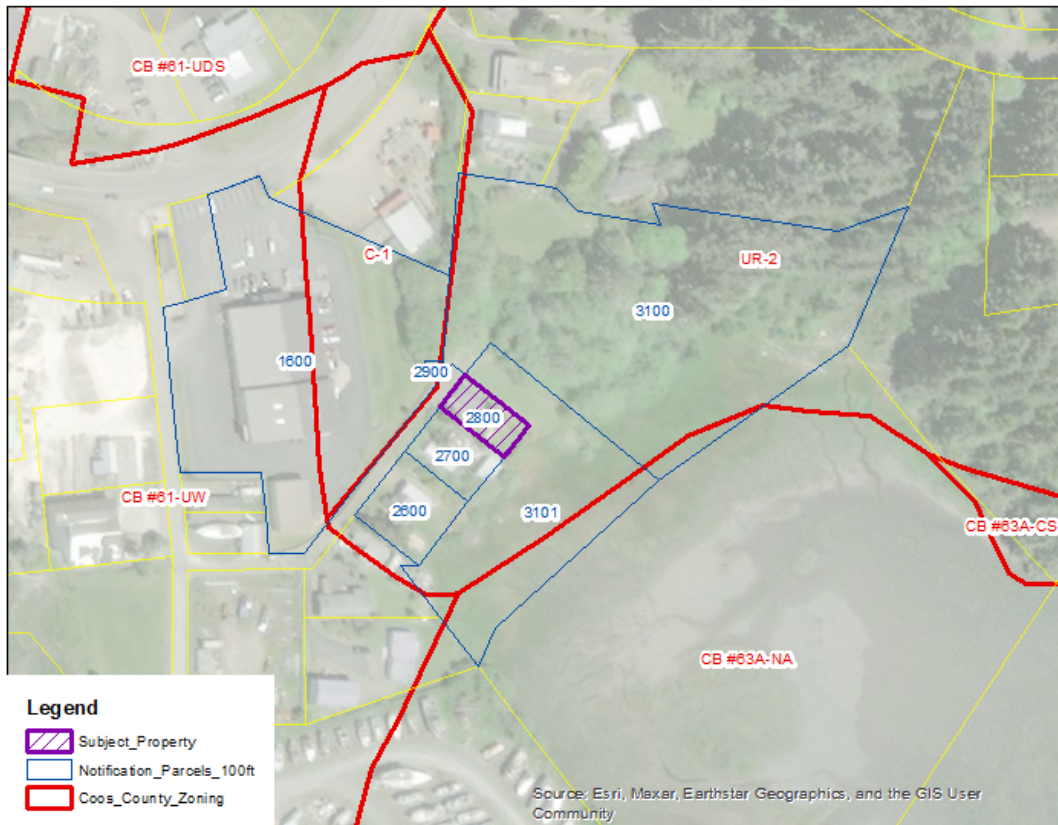 CB #61-UDS
C-1
UR-2
3100
1600
2900
2800
2700
2600
3101
CB #61-UW
CB #63A-CS
CB #63A-NA
Legend
Subject_Property
Notification_Parcels_100ft
Coos_County_Zoning
Source: Esri, Maxar, Earthstar Geographics, and the GIS User
Community